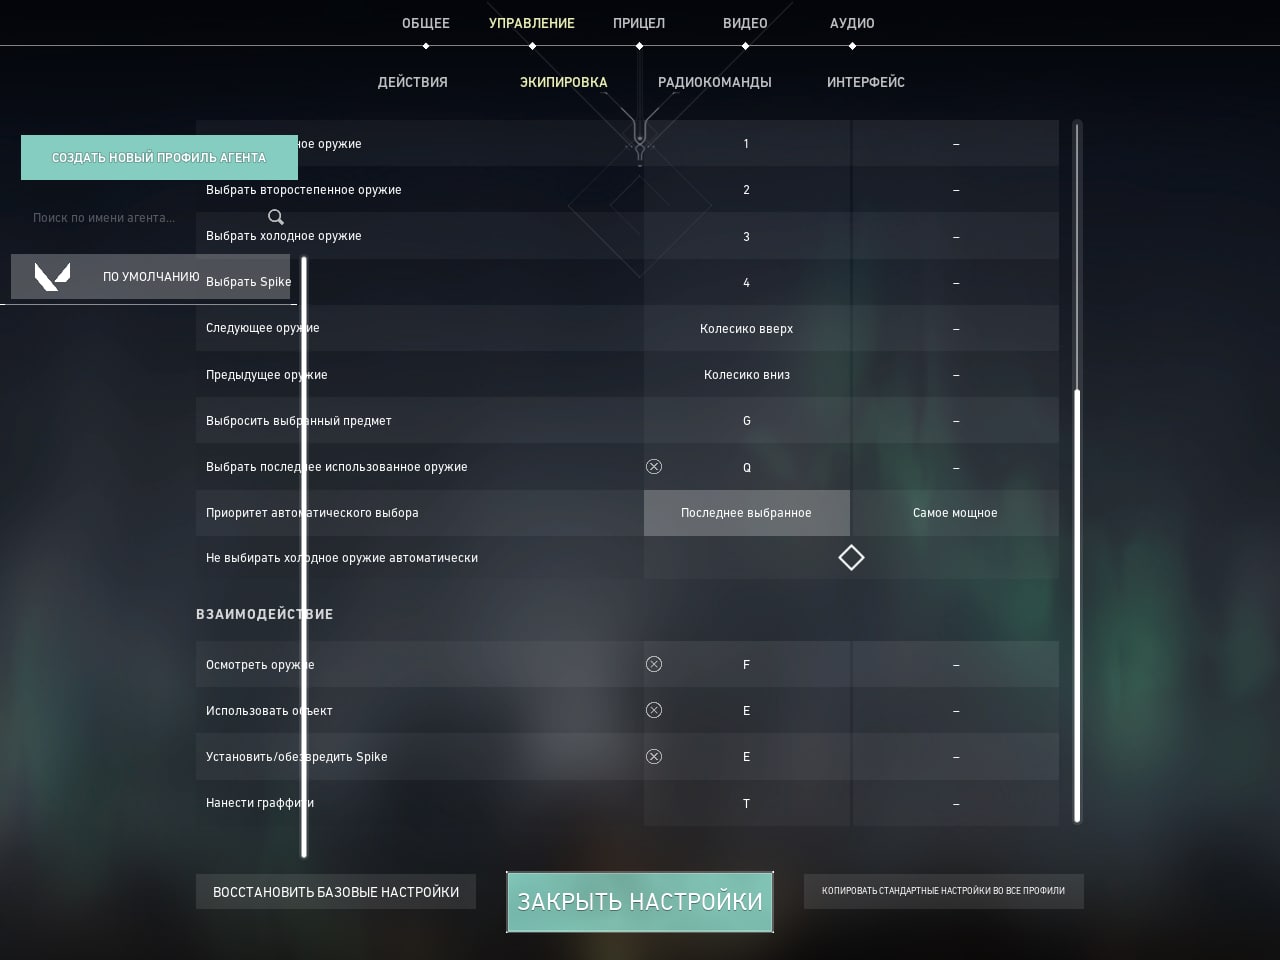 ОБЩЕЕ УПРАВЛЕНИЕ ПРИЦЕЛ ВИДЕО АУДИО
ДЕЙСТВИЯ ЭКИПИРОВКА РАДИОКОМАНДЫ ИНТЕРФЕЙС
СОЗДАТЬ НОВЫЙ ПРОФИЛЬ АГЕНТА
оружие 1 –
Выбрать второстепенное оружие 2 –
Поиск по имени агента...
Выбрать холодное оружие 3 –
ПО УМОЛЧАНИЮ
Выбрать Spike 4 –
Следующее оружие Колесико вверх –
Предыдущее оружие Колесико вниз –
Выбросить выбранный предмет G –
Выбрать последнее использованное оружие Q –
Приоритет автоматического выбора Последнее выбранное Самое мощное
Не выбирать холодное оружие автоматически
ВЗАИМОДЕЙСТВИЕ
Осмотреть оружие F –
Использовать объект E –
Установить/обезвредить Spike E –
Нанести граффити T –
ВОССТАНОВИТЬ БАЗОВЫЕ НАСТРОЙКИ ЗАКРЫТЬ НАСТРОЙКИ КОПИРОВАТЬ СТАНДАРТНЫЕ НАСТРОЙКИ ВО ВСЕ ПРОФИЛИ